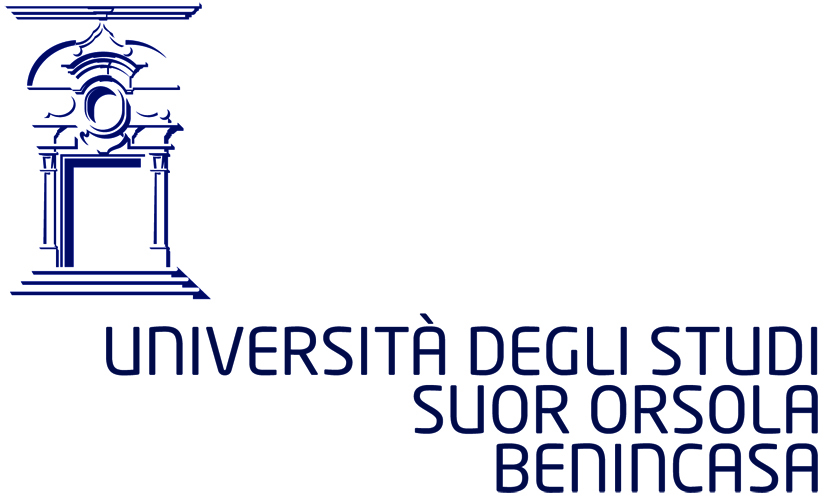 UNIVERSITÀ DEGLI STUDI
SUOR ORSOLA
BENINCASA